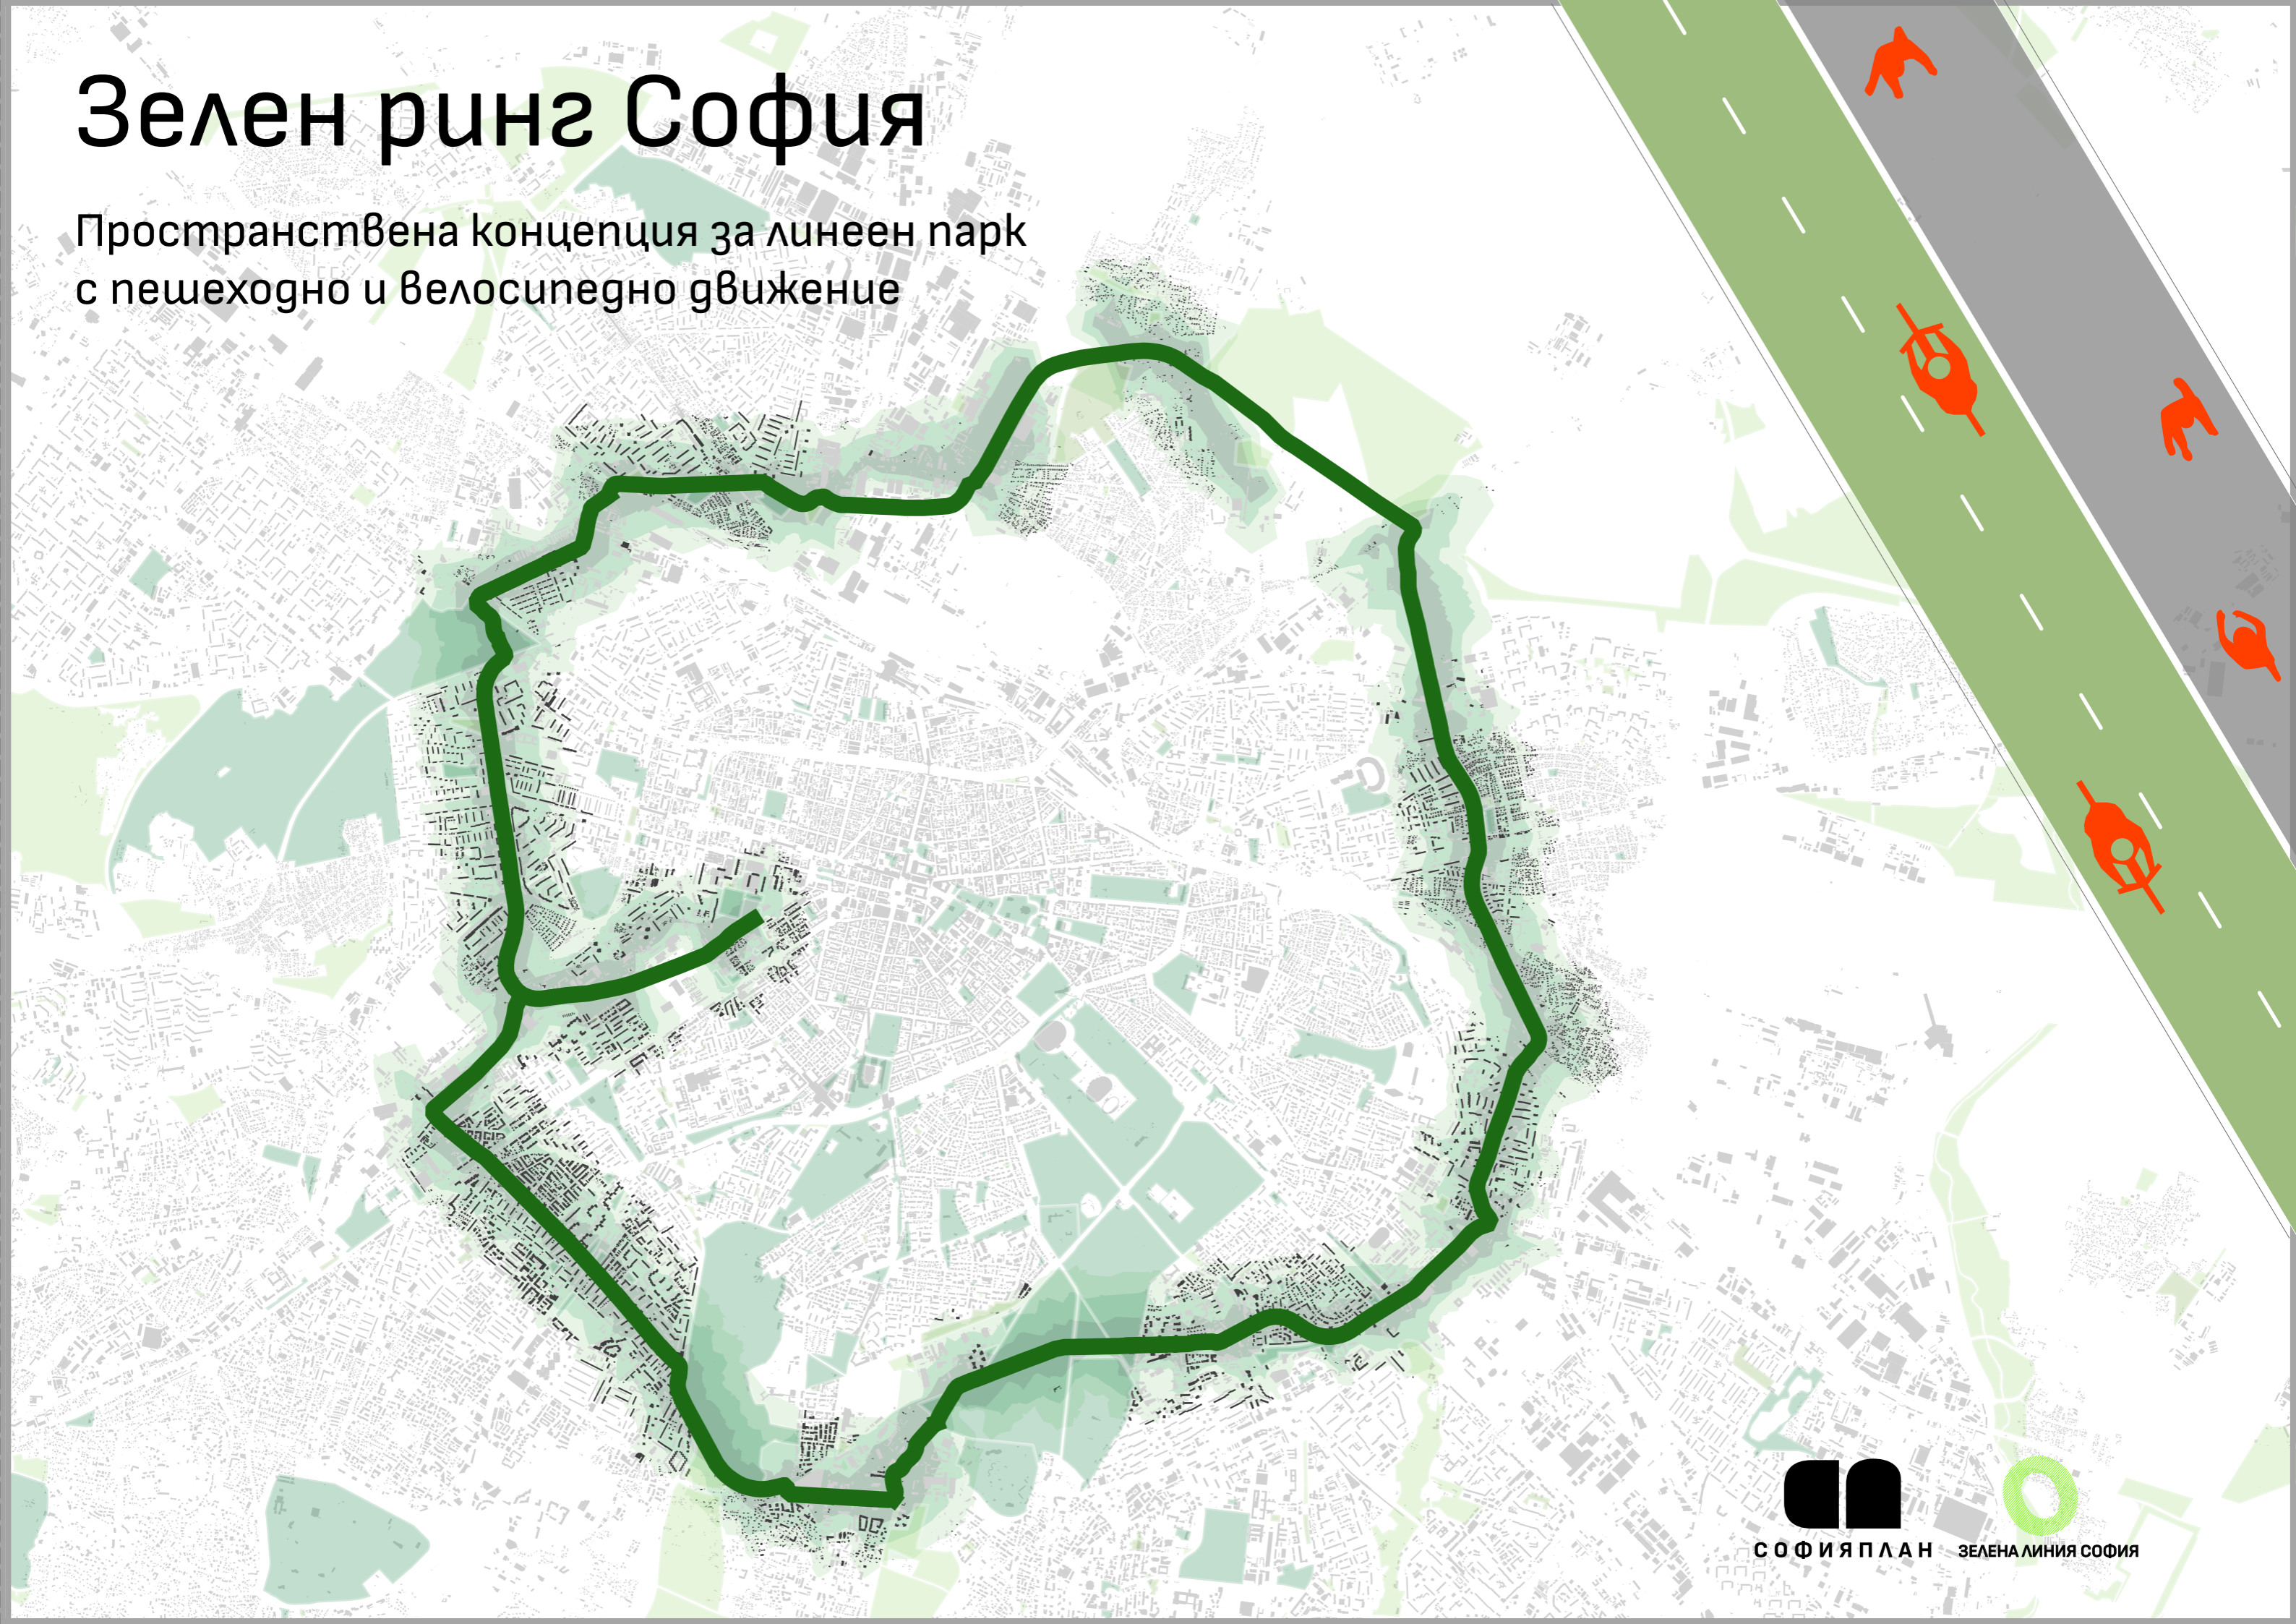 Зелен ринг София
Пространствена концепция за линеен парк
с пешеходно и велосипедно движение
СОФИЯПЛАН
ЗЕЛЕНА ЛИНИЯ СОФИЯ